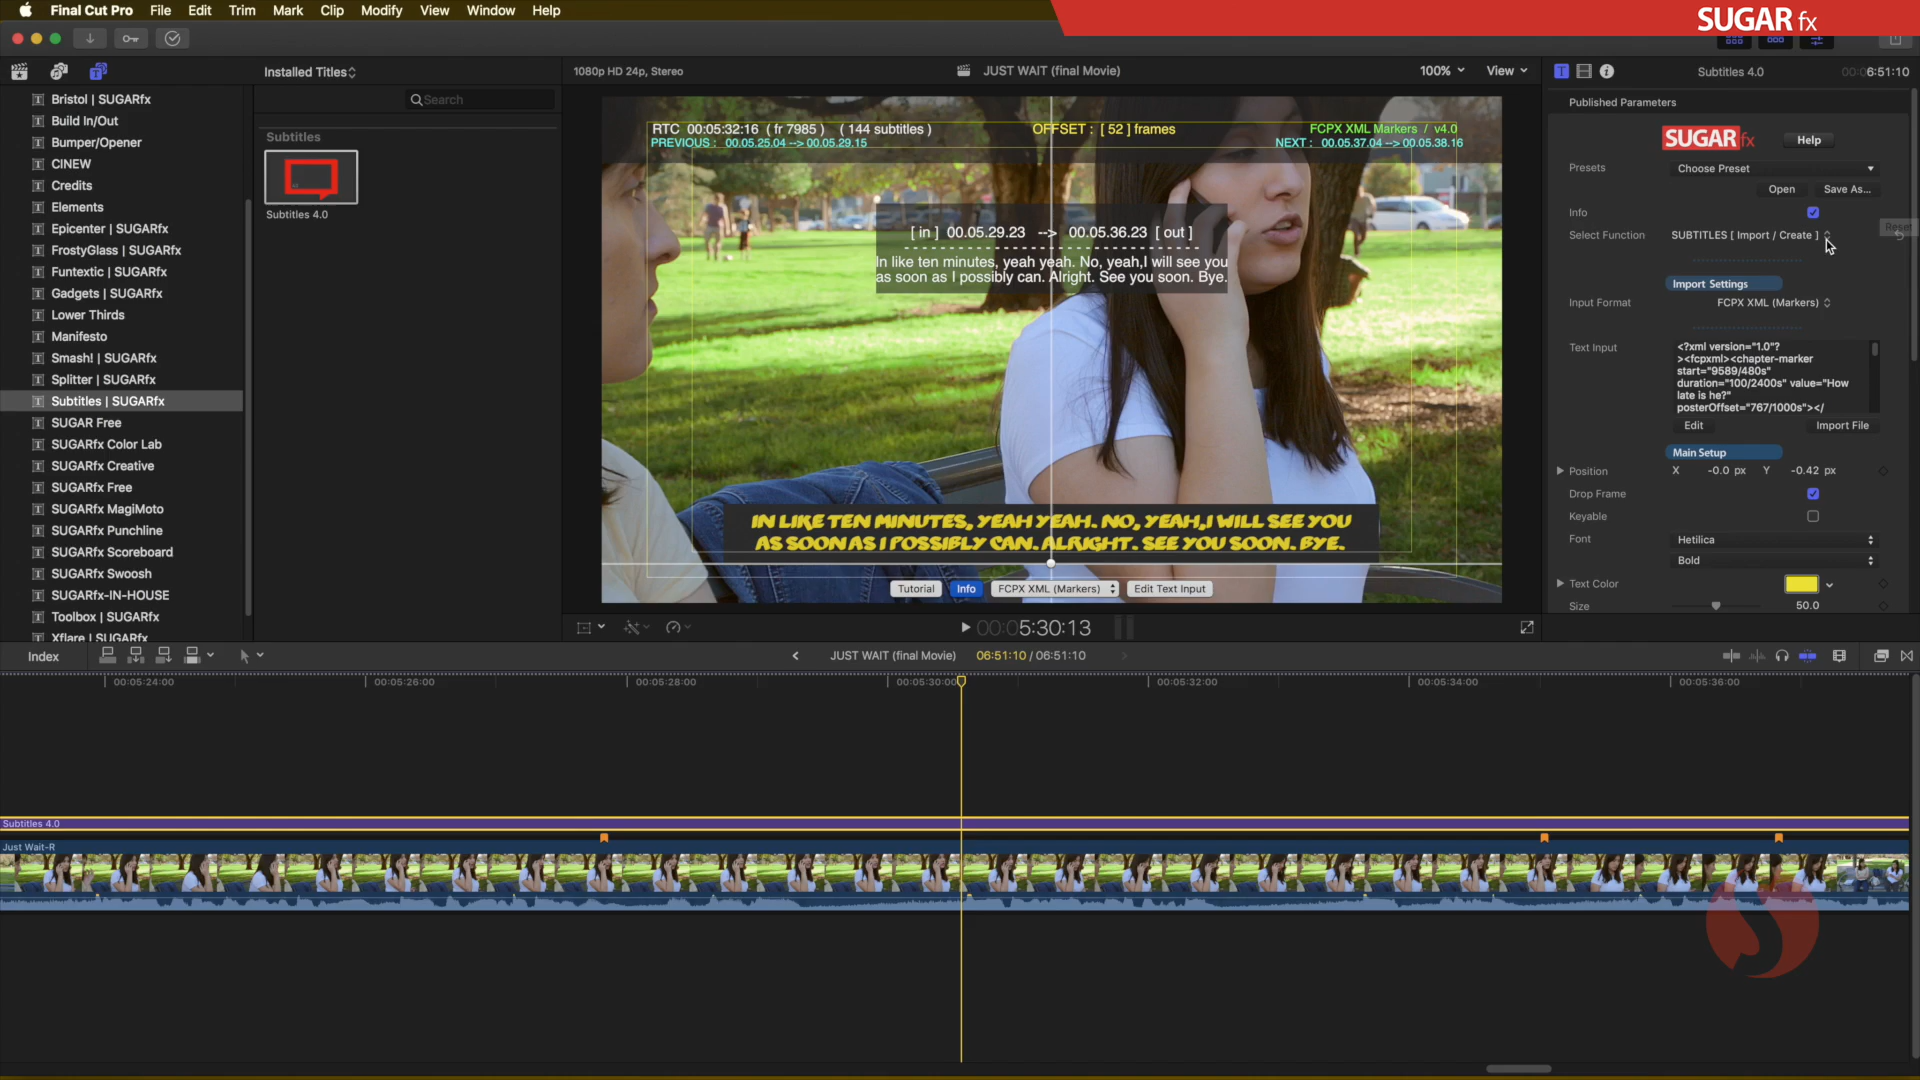 Final Cut Pro File Edit Trim Mark Clip Modify View Window Help
SUGAR fx
Installed Titles
Search
Bristol | SUGARfx
Build In/Out
Bumper/Opener
CINEW
Credits
Elements
Epicenter | SUGARfx
FrostyGlass | SUGARfx
Funtextic | SUGARfx
Gadgets | SUGARfx
Lower Thirds
Manifesto
Smash! | SUGARfx
Splitter | SUGARfx
Subtitles | SUGARfx
SUGAR Free
SUGARfx Color Lab
SUGARfx Creative
SUGARfx Free
SUGARfx MagiMoto
SUGARfx Punchline
SUGARfx Scoreboard
SUGARfx Swoosh
SUGARfx-IN-HOUSE
Toolbox | SUGARfx
Xflare | SUGARfx
Subtitles
Subtitles 4.0
1080p HD 24p, Stereo
JUST WAIT (final Movie)
100%
View
RTC 00:05:32:16 ( fr 7985 ) ( 144 subtitles )
OFFSET : [ 52 ] frames
FCPX XML Markers / v4.0
PREVIOUS : 00.05.25.04 --> 00.05.29.15
NEXT : 00.05.37.04 --> 00.05.38.16
[ in ] 00.05.29.23 --> 00.05.36.23 [ out ]
In like ten minutes, yeah yeah. No, yeah,I will see you
as soon as I possibly can. Alright. See you soon. Bye.
IN LIKE TEN MINUTES, YEAH YEAH. NO, YEAH,I WILL SEE YOU
AS SOON AS I POSSIBLY CAN. ALRIGHT. SEE YOU SOON. BYE.
Tutorial Info FCPX XML (Markers) Edit Text Input
00:05:30:13
Subtitles 4.0
00:06:51:10
Published Parameters
SUGARfx
Help
Presets Choose Preset
Open Save As...
Info
Reset
Select Function SUBTITLES [ Import / Create ]
Import Settings
Input Format FCPX XML (Markers)
Text Input
<?xml version="1.0"?
><fcpxml><chapter-marker
start="9589/480s"
duration="100/2400s" value="How
late is he?"
posterOffset="767/1000s"></
Edit Import File
Main Setup
Position X -0.0 px Y -0.42 px
Drop Frame
Keyable
Font Hetilica
Bold
Text Color
Size 50.0
Index
JUST WAIT (final Movie) 06:51:10 / 06:51:10
00:05:24:00 00:05:26:00 00:05:28:00 00:05:30:00 00:05:32:00 00:05:34:00 00:05:36:00
Subtitles 4.0
Just Wait-R